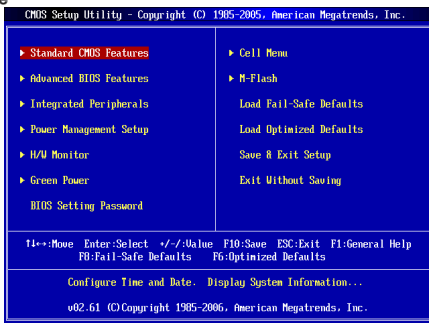 CMOS Setup Utility - Copyright (C) 1985-2005, American Megatrends, Inc.
▶ Standard CMOS Features
▶ Advanced BIOS Features
▶ Integrated Peripherals
▶ Power Management Setup
▶ H/W Monitor
▶ Green Power
BIOS Setting Password
▶ Cell Menu
▶ M-Flash
Load Fail-Safe Defaults
Load Optimized Defaults
Save & Exit Setup
Exit Without Saving
↑↓↔:Move Enter:Select +/-/:Value F10:Save ESC:Exit F1:General Help
F8:Fail-Safe Defaults F6:Optimized Defaults
Configure Time and Date. Display System Information...
v02.61 (C)Copyright 1985-2006, American Megatrends, Inc.